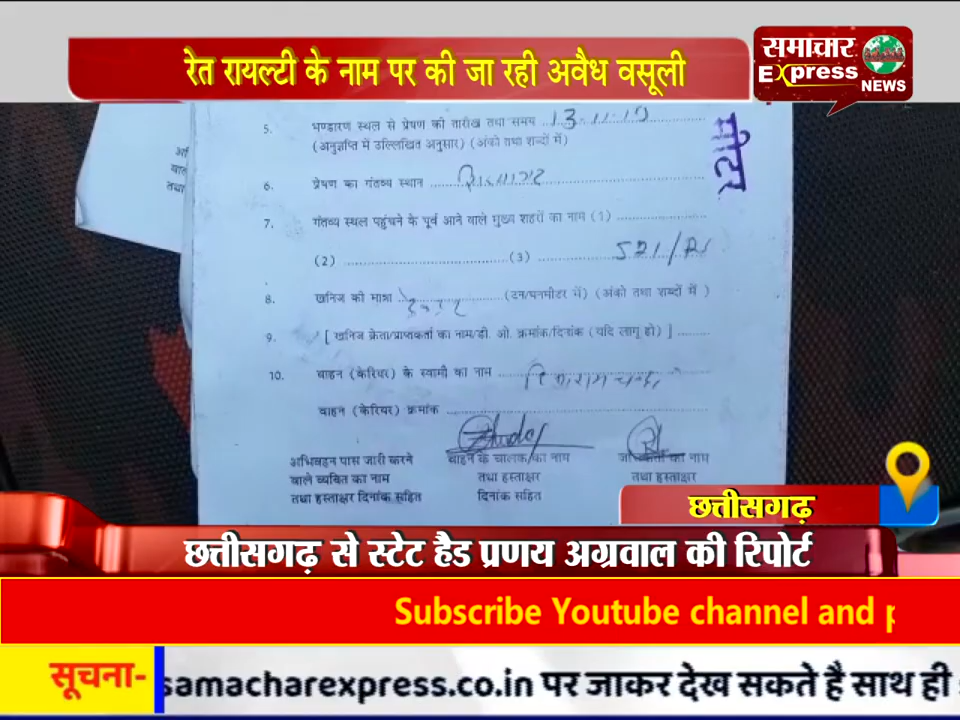 रेत रायल्टी के नाम पर की जा रही अवैध वसूली
समाचार
Express
NEWS
5. भण्डारण स्थल से प्रेषण की तारीख तथा समय 13-11-19
(अनुज्ञप्ति में उल्लिखित अनुसार) (अंको तथा शब्दों में)
मीटर
6. प्रेषण का गंतव्य स्थान
7. गंतव्य स्थल पहुंचने के पूर्व आने वाले मुख्य शहरों का नाम (1)
(2) (3)
8. खनिज की मात्रा (टन/घनमीटर में) (अंको तथा शब्दों में )
9. [ खनिज क्रेता/प्राप्तकर्ता का नाम/डी. ओ. क्रमांक/दिनांक (यदि लागू हो) ]
10. वाहन (केरियर) के स्वामी का नाम
वाहन (केरियर) क्रमांक
अभिवहन पास जारी करने वाहन के चालक का नाम का नाम
वाले व्यक्ति का नाम तथा हस्ताक्षर तथा हस्ताक्षर
तथा हस्ताक्षर दिनांक सहित दिनांक सहित
छत्तीसगढ़
छत्तीसगढ़ से स्टेट हैड प्रणय अग्रवाल की रिपोर्ट
Subscribe Youtube channel and
सूचना- samacharexpress.co.in पर जाकर देख सकते है साथ ही